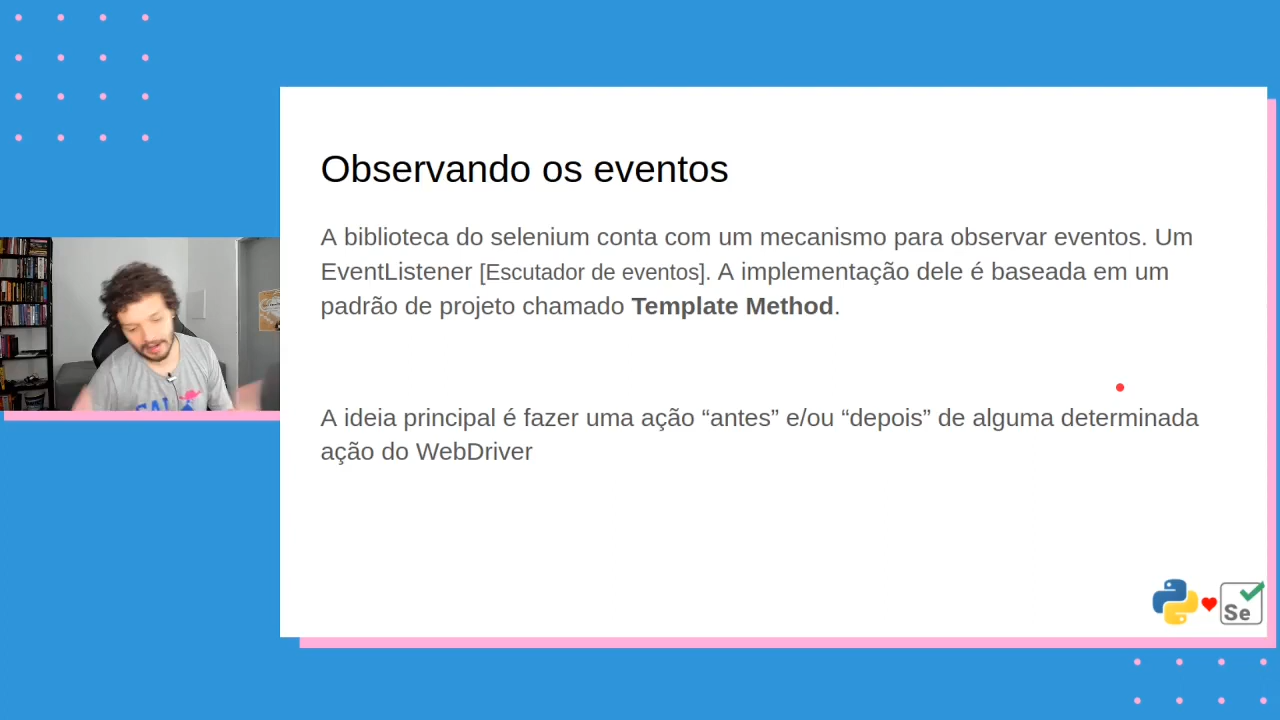 Observando os eventos
A biblioteca do selenium conta com um mecanismo para observar eventos. Um
EventListener [Escutador de eventos]. A implementação dele é baseada em um
padrão de projeto chamado Template Method.
A ideia principal é fazer uma ação “antes” e/ou “depois” de alguma determinada
ação do WebDriver
Se